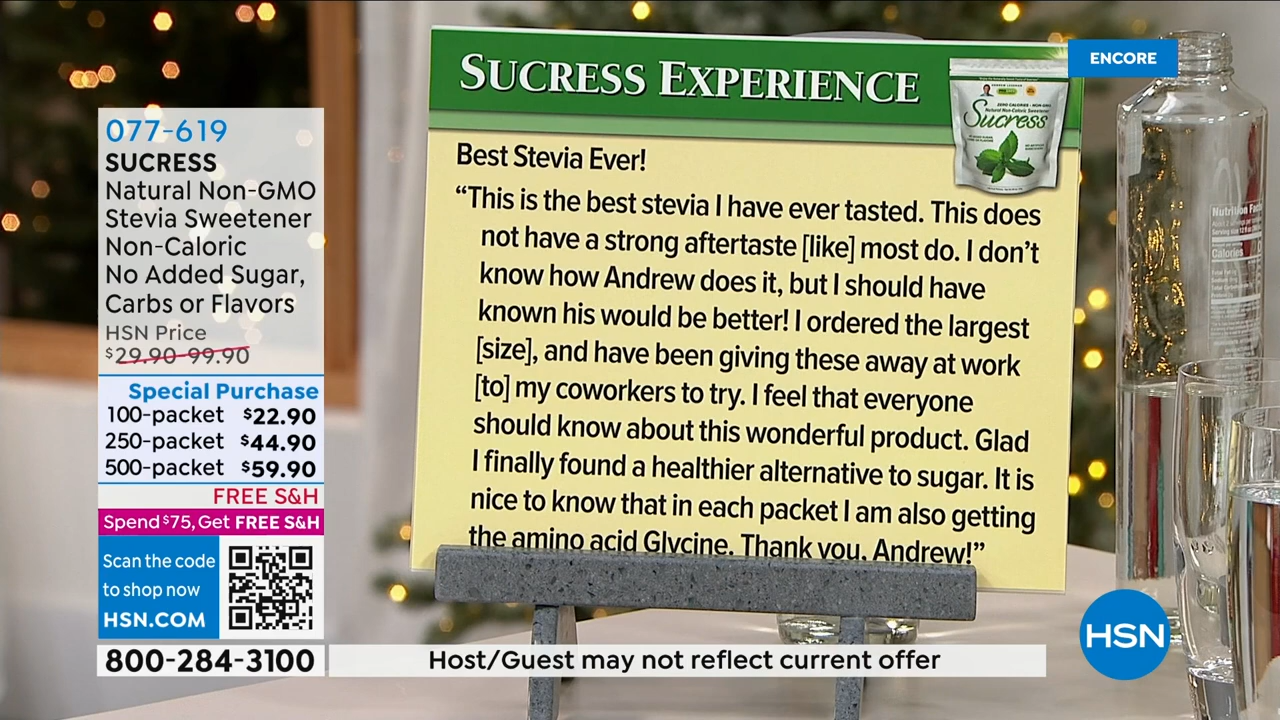 ENCORE
077-619
SUCRESS
Natural Non-GMO
Stevia Sweetener
Non-Caloric
No Added Sugar,
Carbs or Flavors
HSN Price
$29.90-99.90
Special Purchase
100-packet $22.90
250-packet $44.90
500-packet $59.90
FREE S&H
Spend $75, Get FREE S&H
Scan the code
to shop now
HSN.COM
800-284-3100
Host/Guest may not reflect current offer
HSN
SUCRESS EXPERIENCE
Sucress
Best Stevia Ever!
“This is the best stevia I have ever tasted. This does
not have a strong aftertaste [like] most do. I don’t
know how Andrew does it, but I should have
known his would be better! I ordered the largest
[size], and have been giving these away at work
[to] my coworkers to try. I feel that everyone
should know about this wonderful product. Glad
I finally found a healthier alternative to sugar. It is
nice to know that in each packet I am also getting
the amino acid Glycine. Thank you, Andrew!”
Nutrition
Calories